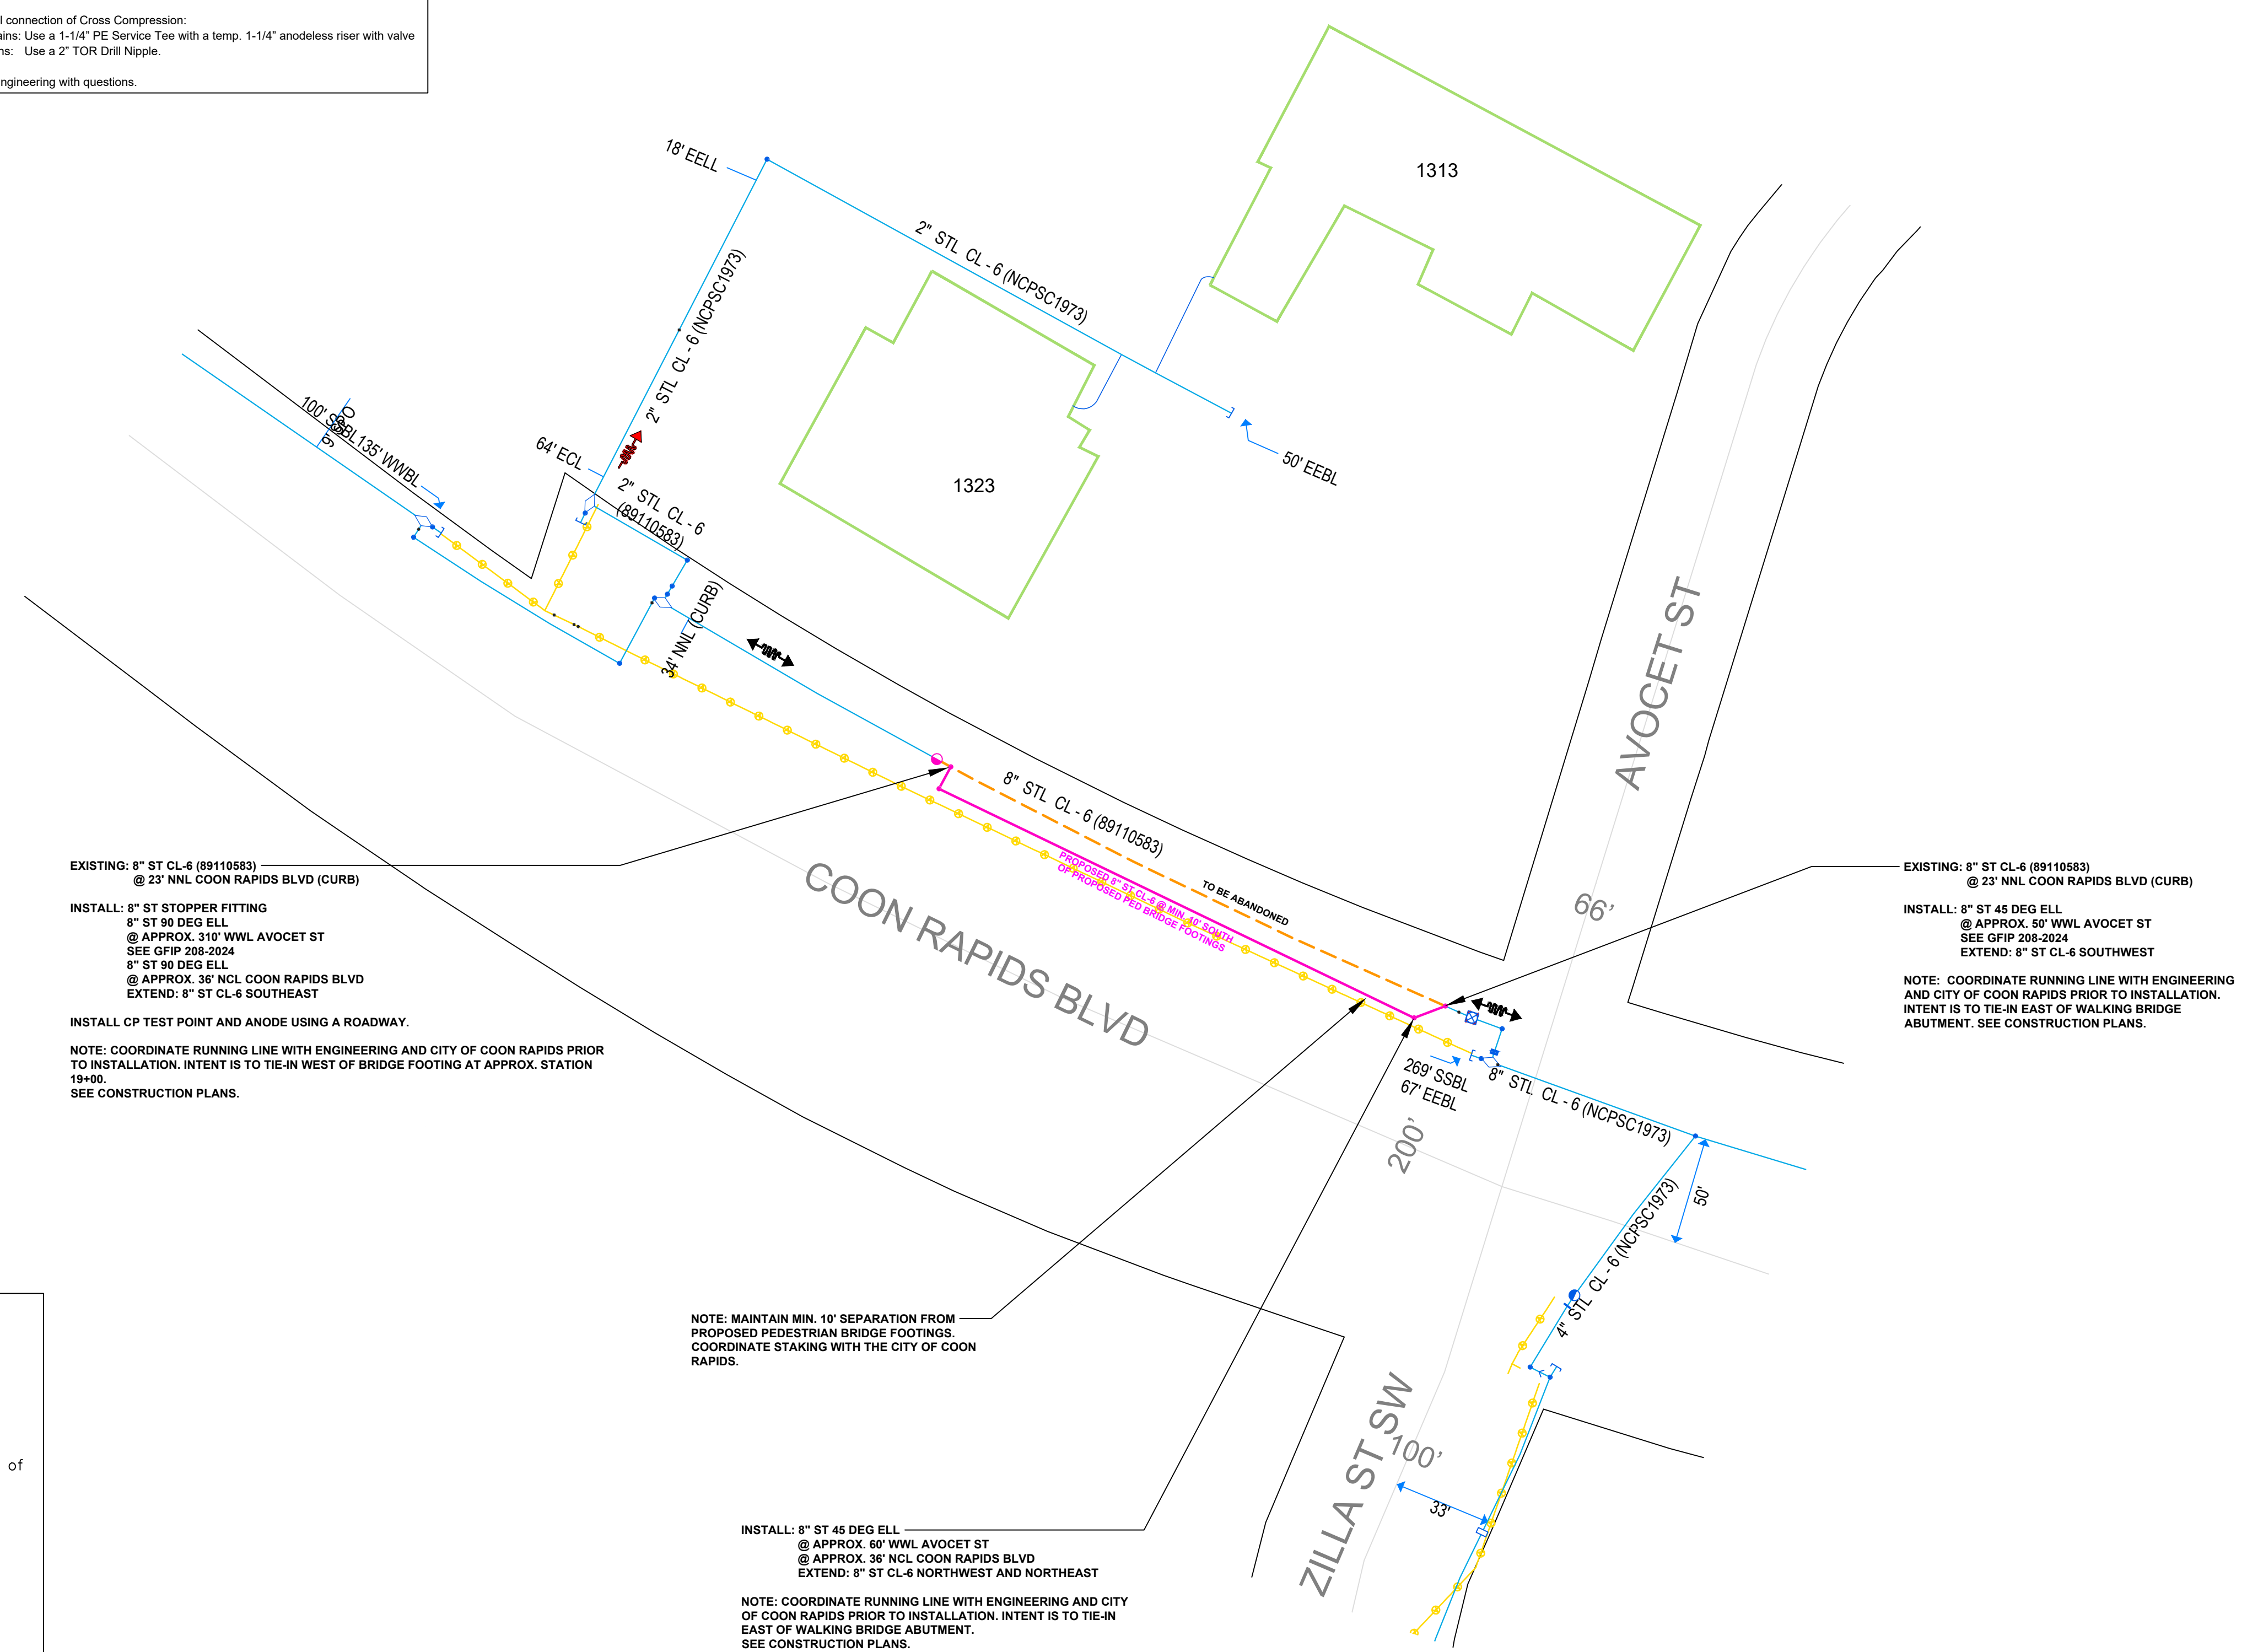 l connection of Cross Compression:
ains: Use a 1-1/4" PE Service Tee with a temp. 1-1/4" anodeless riser with valve
ns: Use a 2" TOR Drill Nipple.
ngineering with questions.
18' EELL
1313
2" STL CL - 6 (NCPSC1973)
2" STL CL - 6 (NCPSC1973)
100' SSBL135' WWBL
64' ECL
2" STL CL - 6
(89110583)
1323
50' EEBL
34' NNL (CURB)
AVOCET ST
8" STL CL - 6 (89110583)
PROPOSED 8" ST CL-6 @ MIN. 10' SOUTH
OF PROPOSED PED BRIDGE FOOTINGS
TO BE ABANDONED
COON RAPIDS BLVD
66'
EXISTING: 8" ST CL-6 (89110583)
@ 23' NNL COON RAPIDS BLVD (CURB)
INSTALL: 8" ST STOPPER FITTING
8" ST 90 DEG ELL
@ APPROX. 310' WWL AVOCET ST
SEE GFIP 208-2024
8" ST 90 DEG ELL
@ APPROX. 36' NCL COON RAPIDS BLVD
EXTEND: 8" ST CL-6 SOUTHEAST
INSTALL CP TEST POINT AND ANODE USING A ROADWAY.
NOTE: COORDINATE RUNNING LINE WITH ENGINEERING AND CITY OF COON RAPIDS PRIOR
TO INSTALLATION. INTENT IS TO TIE-IN WEST OF BRIDGE FOOTING AT APPROX. STATION
19+00.
SEE CONSTRUCTION PLANS.
EXISTING: 8" ST CL-6 (89110583)
@ 23' NNL COON RAPIDS BLVD (CURB)
INSTALL: 8" ST 45 DEG ELL
@ APPROX. 50' WWL AVOCET ST
SEE GFIP 208-2024
EXTEND: 8" ST CL-6 SOUTHWEST
NOTE: COORDINATE RUNNING LINE WITH ENGINEERING
AND CITY OF COON RAPIDS PRIOR TO INSTALLATION.
INTENT IS TO TIE-IN EAST OF WALKING BRIDGE
ABUTMENT. SEE CONSTRUCTION PLANS.
269' SSBL
67' EEBL
8" STL CL - 6 (NCPSC1973)
200'
50'
4" STL CL - 6 (NCPSC1973)
NOTE: MAINTAIN MIN. 10' SEPARATION FROM
PROPOSED PEDESTRIAN BRIDGE FOOTINGS.
COORDINATE STAKING WITH THE CITY OF COON
RAPIDS.
ZILLA ST SW
100'
33'
of
INSTALL: 8" ST 45 DEG ELL
@ APPROX. 60' WWL AVOCET ST
@ APPROX. 36' NCL COON RAPIDS BLVD
EXTEND: 8" ST CL-6 NORTHWEST AND NORTHEAST
NOTE: COORDINATE RUNNING LINE WITH ENGINEERING AND CITY
OF COON RAPIDS PRIOR TO INSTALLATION. INTENT IS TO TIE-IN
EAST OF WALKING BRIDGE ABUTMENT.
SEE CONSTRUCTION PLANS.